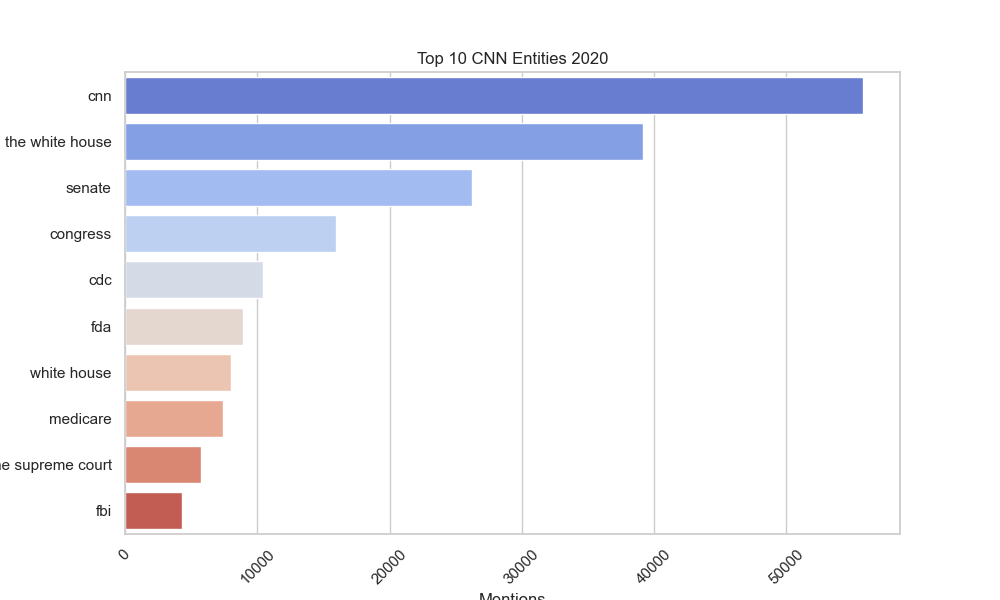 Top 10 CNN Entities 2020
cnn
the white house
senate
congress
cdc
fda
white house
medicare
supreme court
fbi
0
10000
20000
30000
40000
50000
Mentions